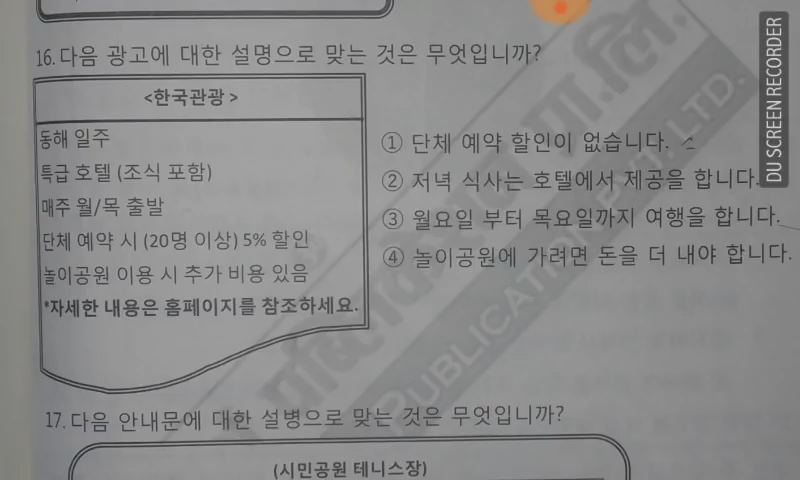 16. 다음 광고에 대한 설명으로 맞는 것은 무엇입니까?
<한국관광>
동해 일주
특급 호텔 (조식 포함)
매주 월/목 출발
단체 예약 시 (20명 이상) 5% 할인
놀이공원 이용 시 추가 비용 있음
*자세한 내용은 홈페이지를 참조하세요.
① 단체 예약 할인이 없습니다.
② 저녁 식사는 호텔에서 제공을 합니다.
③ 월요일 부터 목요일까지 여행을 합니다.
④ 놀이공원에 가려면 돈을 더 내야 합니다.
17. 다음 안내문에 대한 설병으로 맞는 것은 무엇입니까?
(시민공원 테니스장)
प्रा.लि.
PUBLICATION PVT. LTD.
DU SCREEN RECORDER